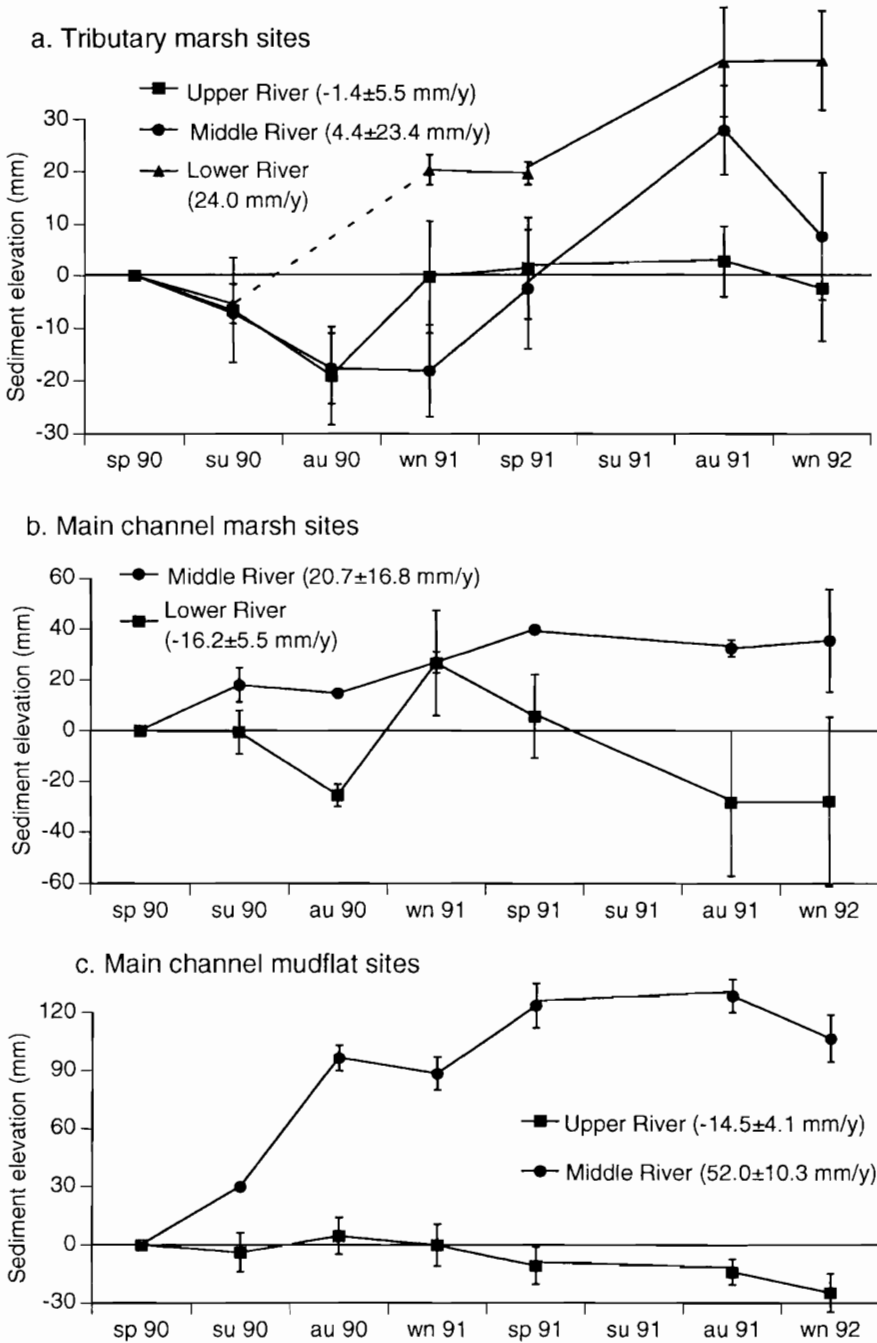 a. Tributary marsh sites
Upper River (-1.4±5.5 mm/y)
Middle River (4.4±23.4 mm/y)
Lower River
(24.0 mm/y)
Sediment elevation (mm)
30
20
10
0
-10
-20
-30
sp 90 su 90 au 90 wn 91 sp 91 su 91 au 91 wn 92
b. Main channel marsh sites
Middle River (20.7±16.8 mm/y)
Lower River
(-16.2±5.5 mm/y)
Sediment elevation (mm)
60
40
20
0
-20
-40
-60
sp 90 su 90 au 90 wn 91 sp 91 su 91 au 91 wn 92
c. Main channel mudflat sites
Sediment elevation (mm)
120
90
60
30
0
-30
Upper River (-14.5±4.1 mm/y)
Middle River (52.0±10.3 mm/y)
sp 90 su 90 au 90 wn 91 sp 91 su 91 au 91 wn 92